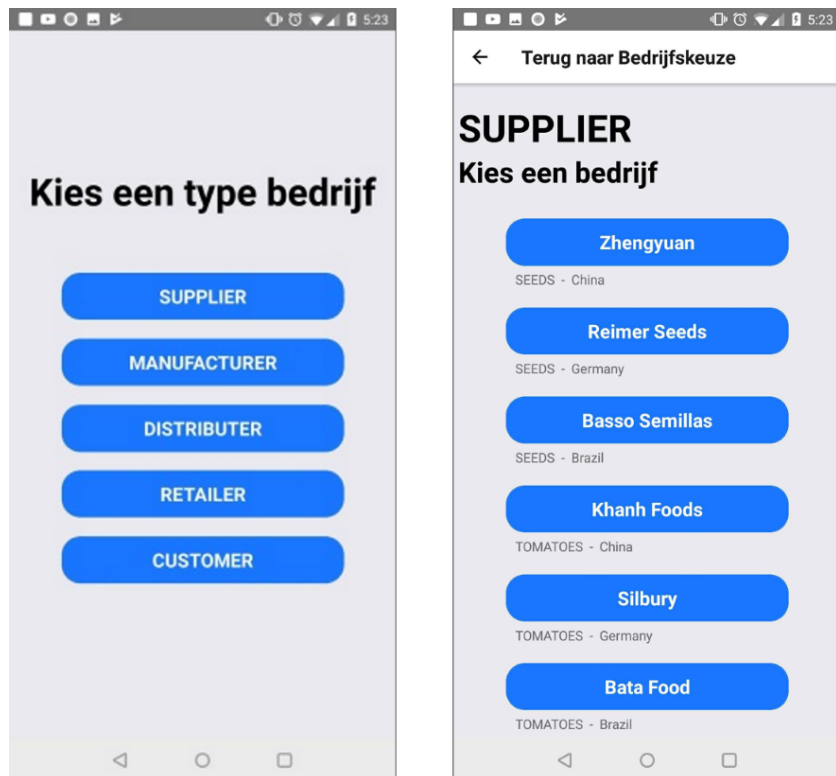 5:23
Kies een type bedrijf
SUPPLIER
MANUFACTURER
DISTRIBUTER
RETAILER
CUSTOMER
5:23
Terug naar Bedrijfskeuze
SUPPLIER
Kies een bedrijf
Zhengyuan
SEEDS - China
Reimer Seeds
SEEDS - Germany
Basso Semillas
SEEDS - Brazil
Khanh Foods
TOMATOES - China
Silbury
TOMATOES - Germany
Bata Food
TOMATOES - Brazil